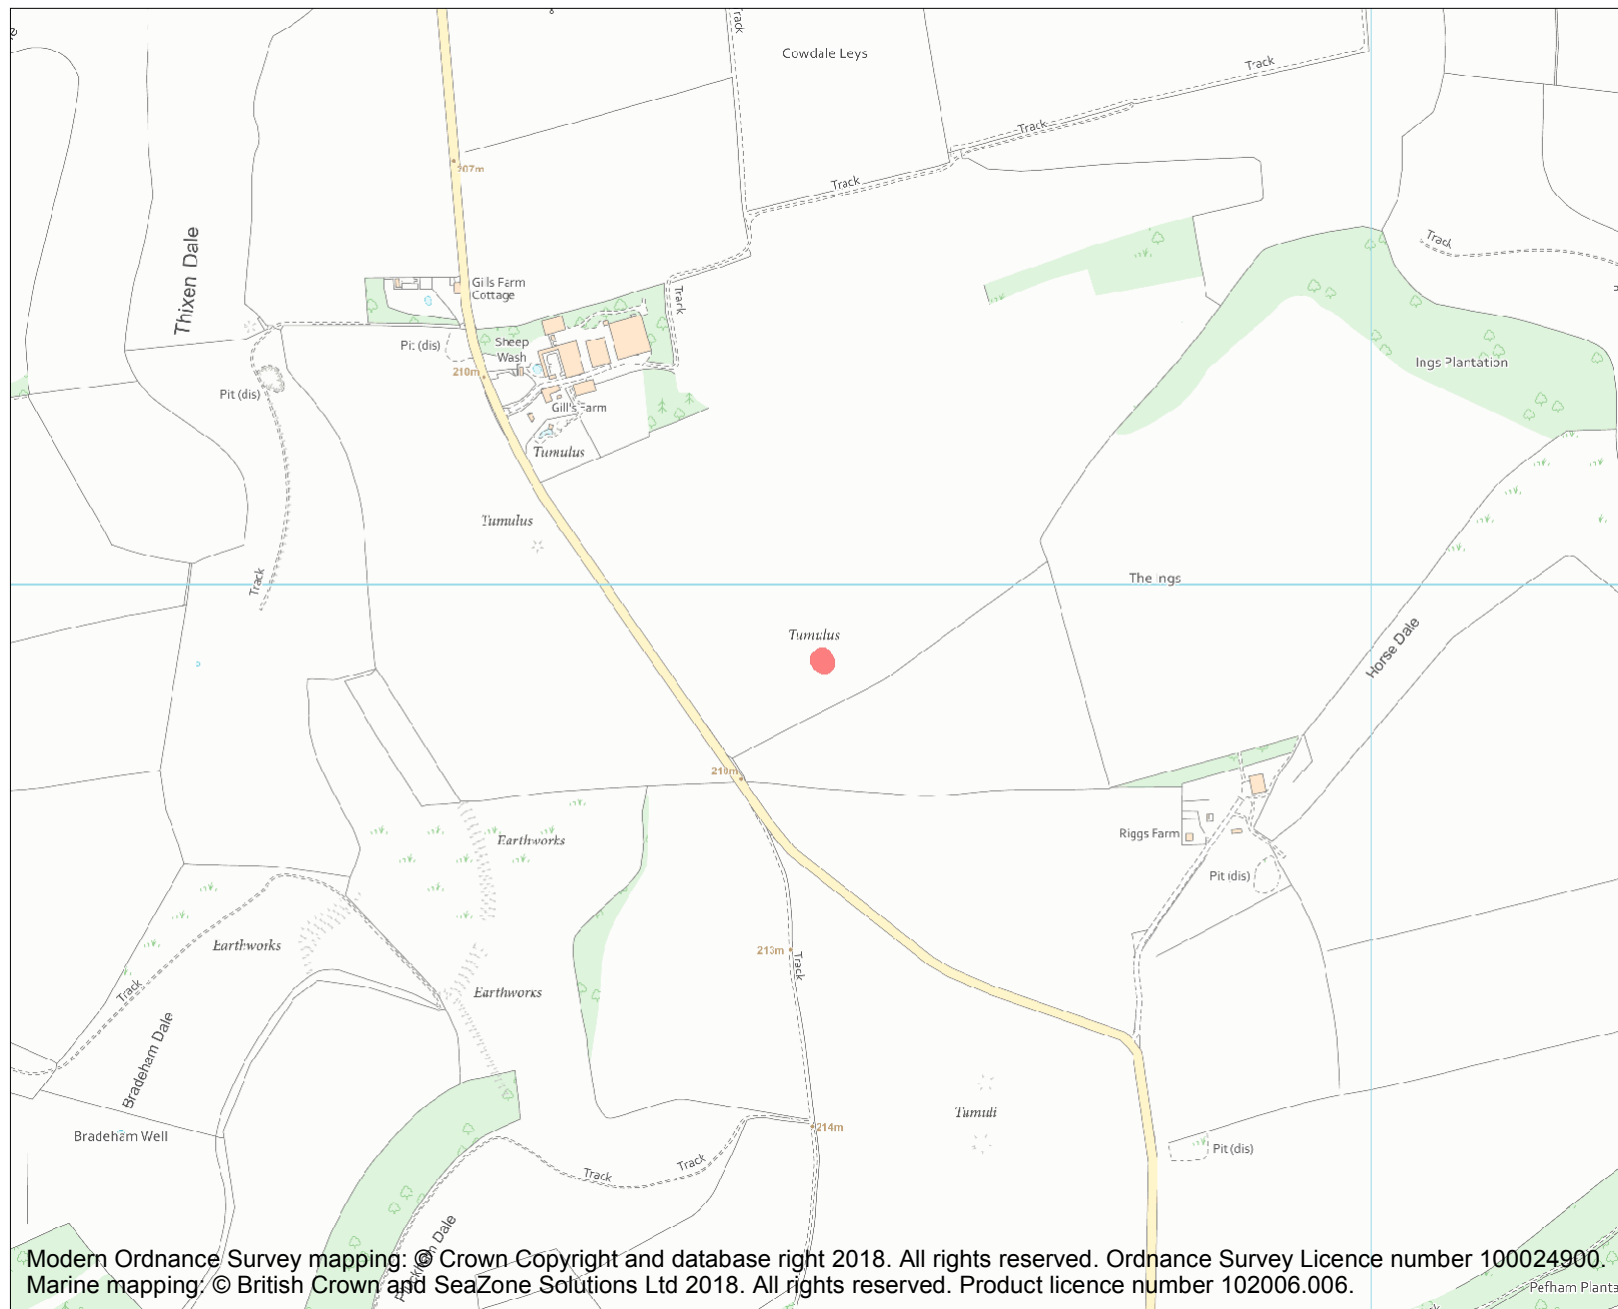 Track
Cowdale Leys
Track
Track
Track
207m
Thixen Dale
Track
Gills Farm
Cottage
Track
Pit (dis)
Sheep
Wash
210m
Ings Plantation
Pit (dis)
Gill's Farm
Tumulus
Tumulus
Track
The Ings
Tumulus
Horse Dale
210m
Earthworks
Riggs Farm
Pit (dis)
Earthworks
213m
Track
Track
Earthworks
Bradeham Dale
Tumuli
Bradeham Well
214m
Pit (dis)
Track
Track
Modern Ordnance Survey mapping: © Crown Copyright and database right 2018. All rights reserved. Ordnance Survey Licence number 100024900.
Marine mapping: © British Crown and SeaZone Solutions Ltd 2018. All rights reserved. Product licence number 102006.006.
Dale